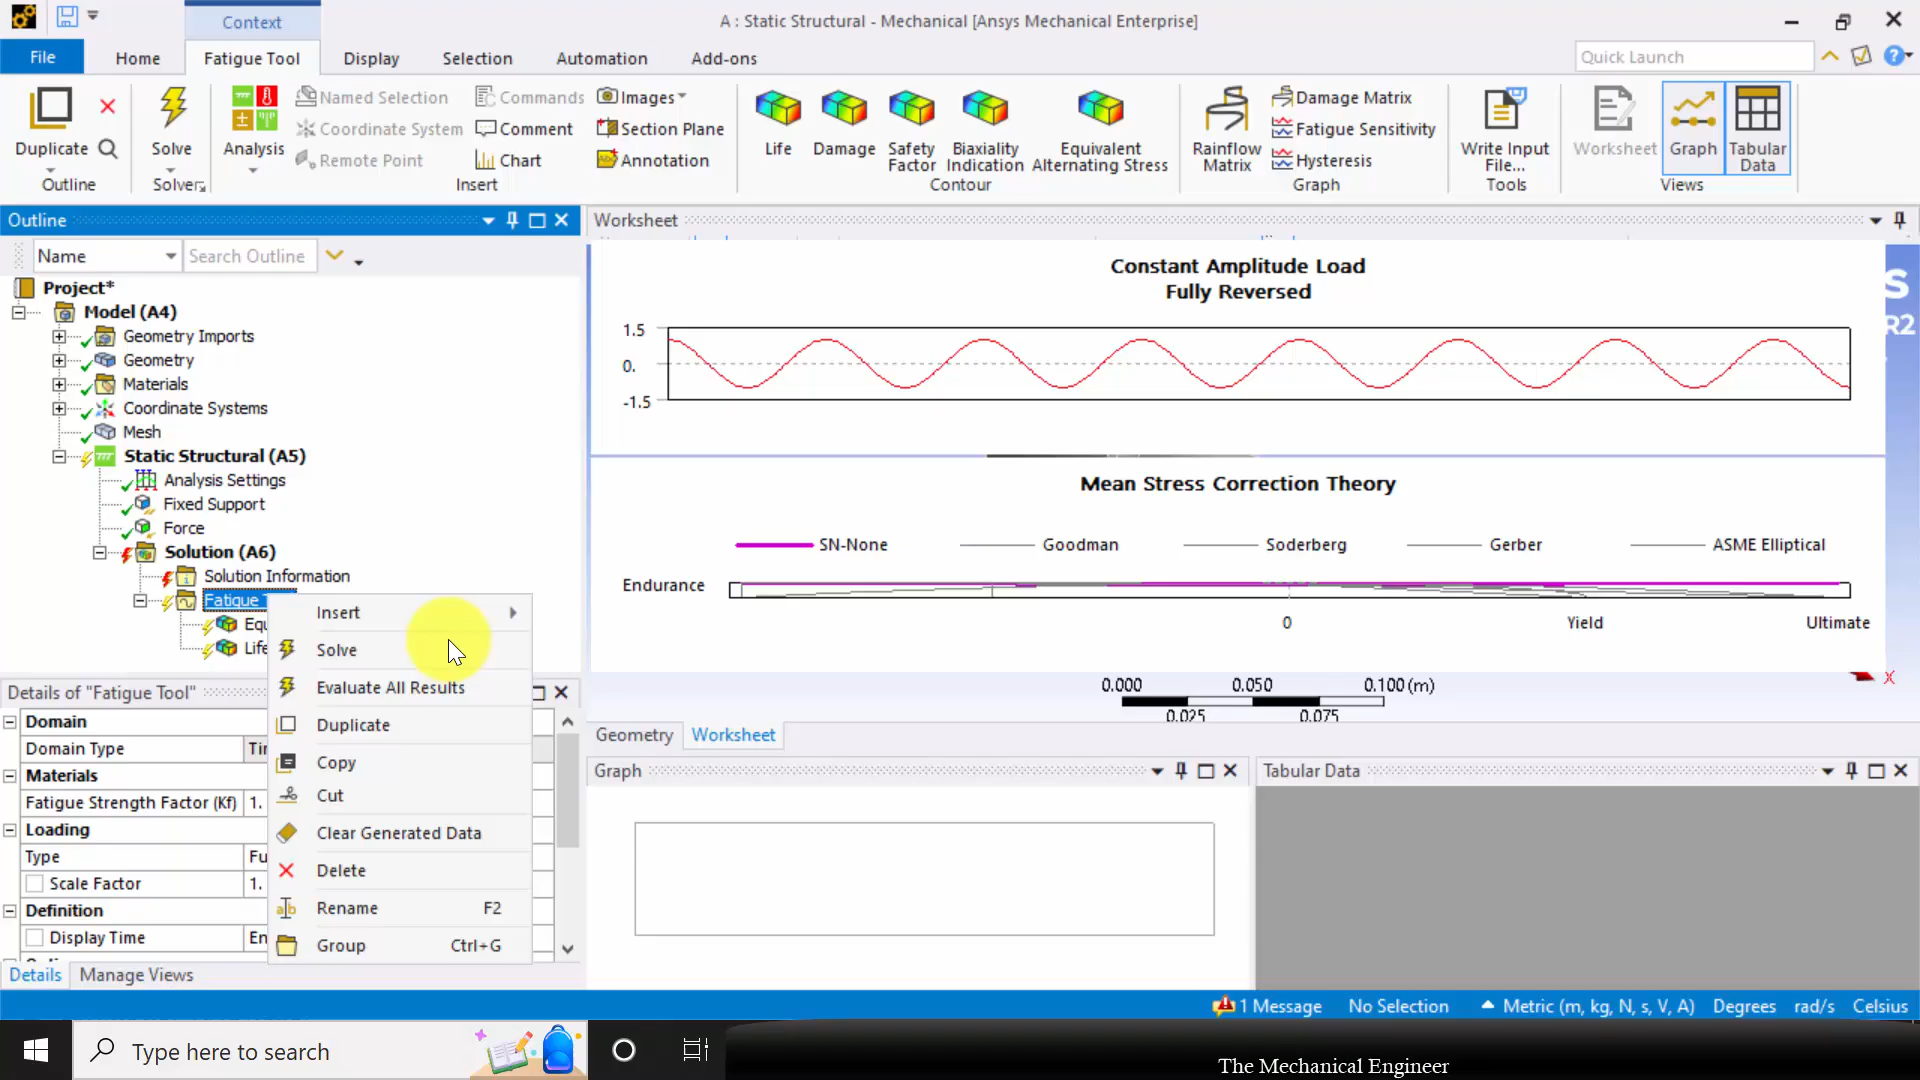 Context
A : Static Structural - Mechanical [Ansys Mechanical Enterprise]
File
Home
Fatigue Tool
Display
Selection
Automation
Add-ons
Quick Launch
Duplicate
Outline
Solve
Solver
Analysis
Named Selection
Coordinate System
Remote Point
Commands
Comment
Chart
Images
Section Plane
Annotation
Insert
Life
Damage
Safety Factor
Biaxiality Indication
Equivalent Alternating Stress
Contour
Rainflow Matrix
Damage Matrix
Fatigue Sensitivity
Hysteresis
Graph
Write Input File...
Tools
Worksheet
Graph
Tabular Data
Views
Outline
Name
Search Outline
Project*
Model (A4)
Geometry Imports
Geometry
Materials
Coordinate Systems
Mesh
Static Structural (A5)
Analysis Settings
Fixed Support
Force
Solution (A6)
Solution Information
Fatigue
Equ
Life
Insert
Solve
Evaluate All Results
Duplicate
Copy
Cut
Clear Generated Data
Delete
Rename F2
Group Ctrl+G
Details of "Fatigue Tool"
Domain
Domain Type
Materials
Fatigue Strength Factor (Kf) 1.
Loading
Type Fu
Scale Factor 1.
Definition
Display Time En
Details
Manage Views
Worksheet
Constant Amplitude Load
Fully Reversed
1.5
0.
-1.5
S
R2
Mean Stress Correction Theory
SN-None
Goodman
Soderberg
Gerber
ASME Elliptical
Endurance
0
Yield
Ultimate
0.000 0.050 0.100 (m)
0.025 0.075
X
Geometry
Worksheet
Graph
Tabular Data
1 Message
No Selection
Metric (m, kg, N, s, V, A)
Degrees
rad/s
Celsius
Type here to search
The Mechanical Engineer